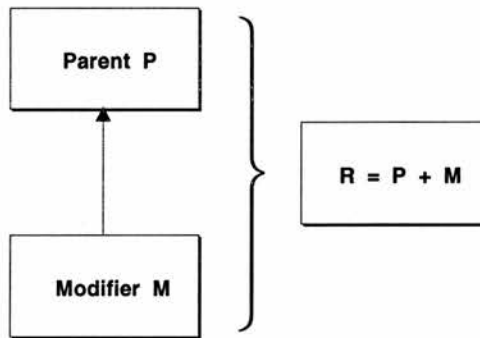 Parent P
R = P + M
Modifier M